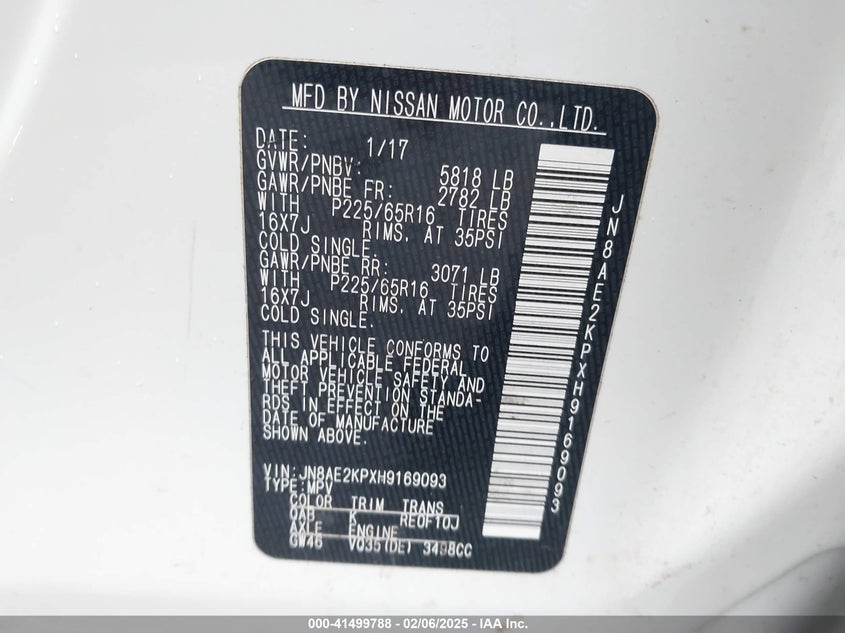 MFD BY NISSAN MOTOR CO.,LTD.
DATE: 1/17
GVWR/PNBV: 5818 LB
GAWR/PNBE FR: 2782 LB
WITH P225/65R16 TIRES
16X7J RIMS, AT 35PSI
COLD SINGLE.
GAWR/PNBE RR: 3071 LB
WITH P225/65R16 TIRES
16X7J RIMS, AT 35PSI
COLD SINGLE.
THIS VEHICLE CONFORMS TO
ALL APPLICABLE FEDERAL
MOTOR VEHICLE SAFETY AND
THEFT PREVENTION STANDA-
RDS IN EFFECT ON THE
DATE OF MANUFACTURE
SHOWN ABOVE.
VIN:JN8AE2KPXH9169093
TYPE:MPV
COLOR TRIM TRANS
QAB K RE0F10J
AXLE ENGINE
GW46 VQ35(DE) 3498CC
JN8AE2KPXH9169093
000-41499788 - 02/06/2025 - IAA Inc.